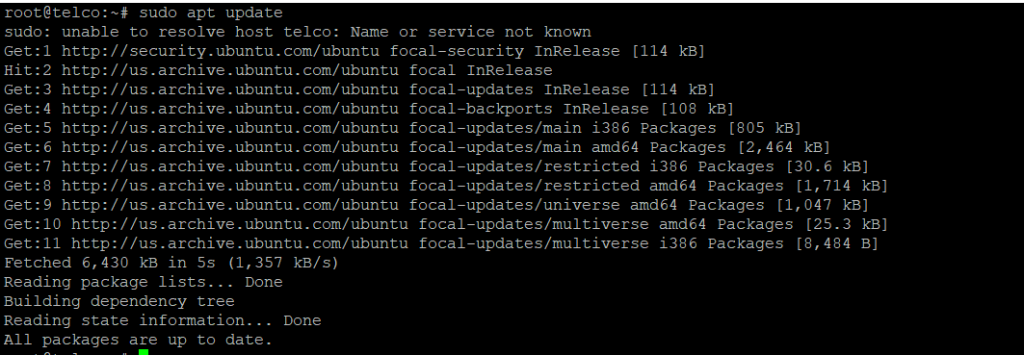 root@telco:~# sudo apt update
sudo: unable to resolve host telco: Name or service not known
Get:1 http://security.ubuntu.com/ubuntu focal-security InRelease [114 kB]
Hit:2 http://us.archive.ubuntu.com/ubuntu focal InRelease
Get:3 http://us.archive.ubuntu.com/ubuntu focal-updates InRelease [114 kB]
Get:4 http://us.archive.ubuntu.com/ubuntu focal-backports InRelease [108 kB]
Get:5 http://us.archive.ubuntu.com/ubuntu focal-updates/main i386 Packages [805 kB]
Get:6 http://us.archive.ubuntu.com/ubuntu focal-updates/main amd64 Packages [2,464 kB]
Get:7 http://us.archive.ubuntu.com/ubuntu focal-updates/restricted i386 Packages [30.6 kB]
Get:8 http://us.archive.ubuntu.com/ubuntu focal-updates/restricted amd64 Packages [1,714 kB]
Get:9 http://us.archive.ubuntu.com/ubuntu focal-updates/universe amd64 Packages [1,047 kB]
Get:10 http://us.archive.ubuntu.com/ubuntu focal-updates/multiverse amd64 Packages [25.3 kB]
Get:11 http://us.archive.ubuntu.com/ubuntu focal-updates/multiverse i386 Packages [8,484 B]
Fetched 6,430 kB in 5s (1,357 kB/s)
Reading package lists... Done
Building dependency tree
Reading state information... Done
All packages are up to date.